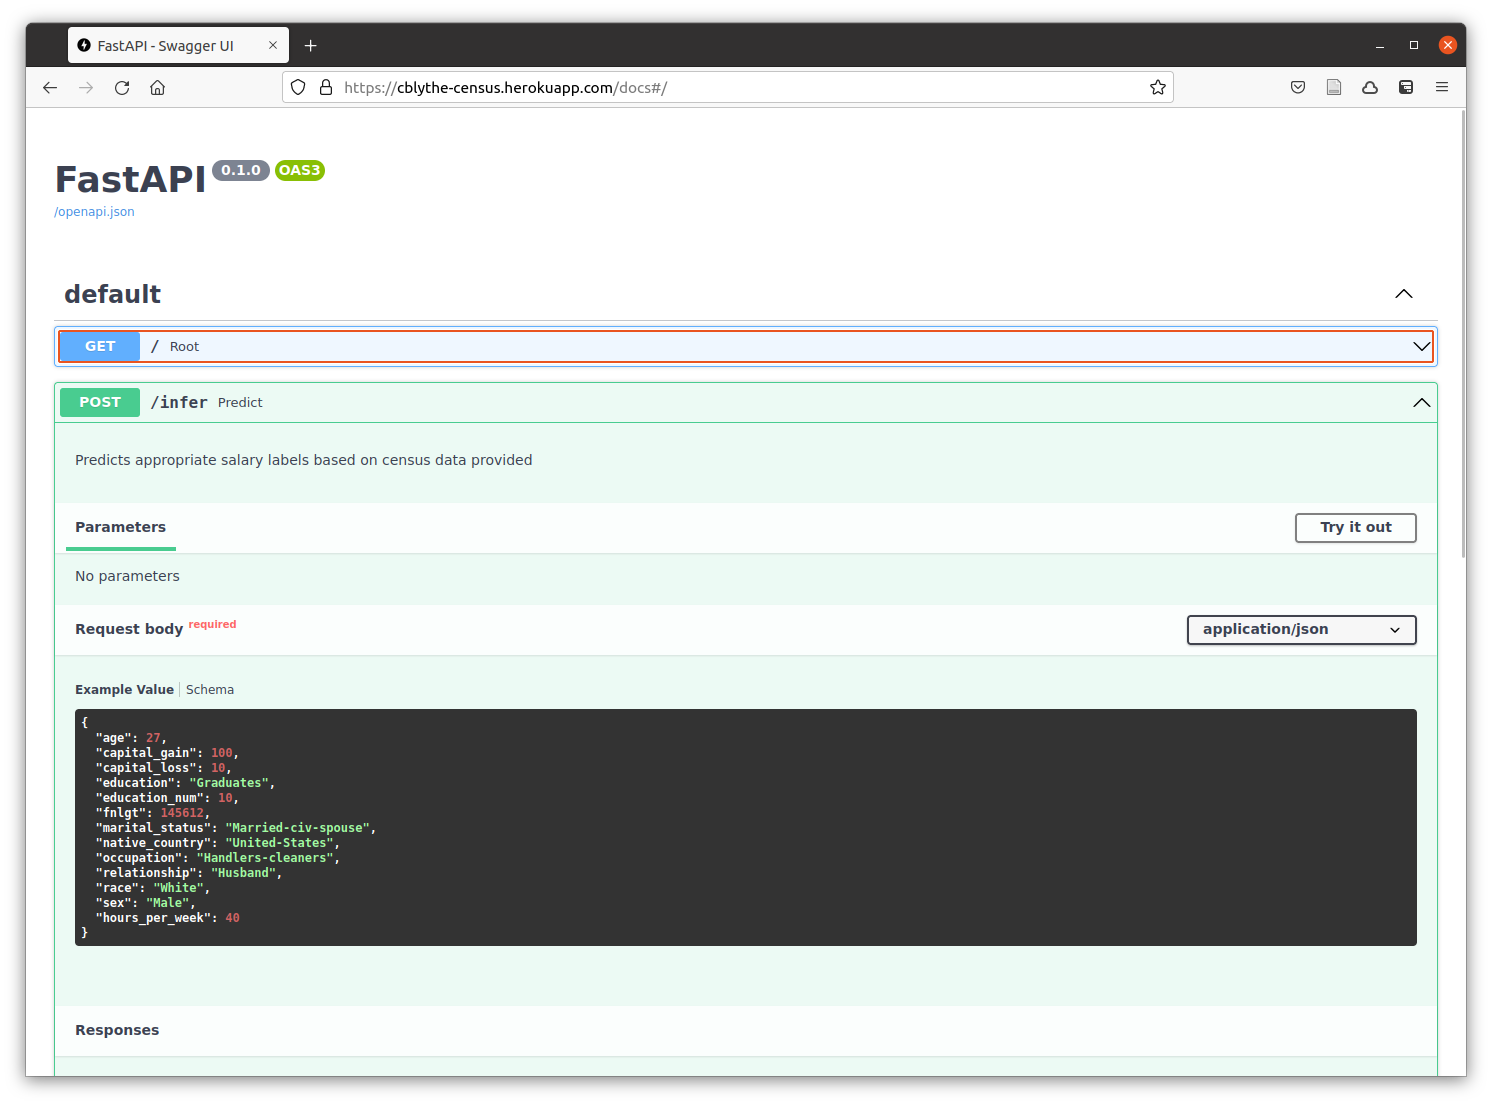 FastAPI - Swagger UI
https://cblythe-census.herokuapp.com/docs#/
FastAPI 0.1.0 OAS3
/openapi.json
default
GET / Root
POST /infer Predict
Predicts appropriate salary labels based on census data provided
Parameters
Try it out
No parameters
Request body required
application/json
Example Value Schema
{
"age": 27,
"capital_gain": 100,
"capital_loss": 10,
"education": "Graduates",
"education_num": 10,
"fnlgt": 145612,
"marital_status": "Married-civ-spouse",
"native_country": "United-States",
"occupation": "Handlers-cleaners",
"relationship": "Husband",
"race": "White",
"sex": "Male",
"hours_per_week": 40
}
Responses